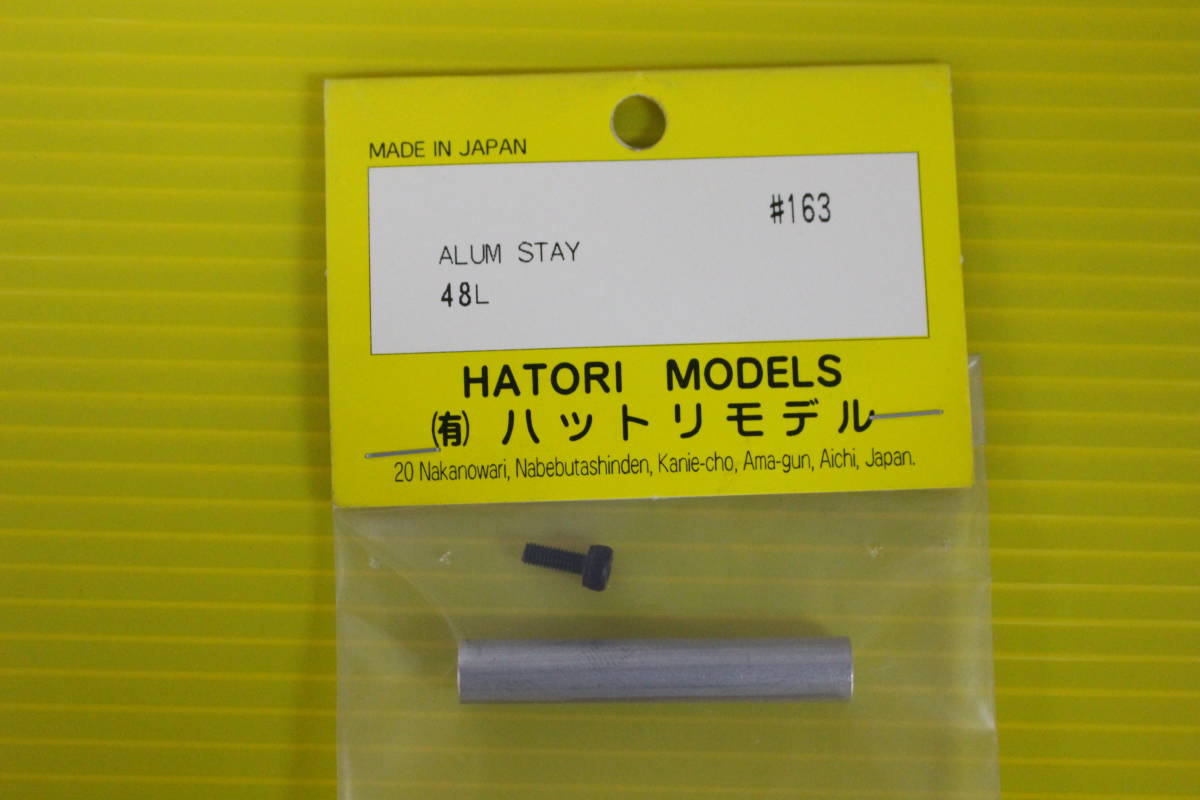 MADE IN JAPAN
#163
ALUM STAY
48L
HATORI MODELS
(有) ハットリモデル
20 Nakanowari, Nabebutashinden, Kanie-cho, Ama-gun, Aichi, Japan.